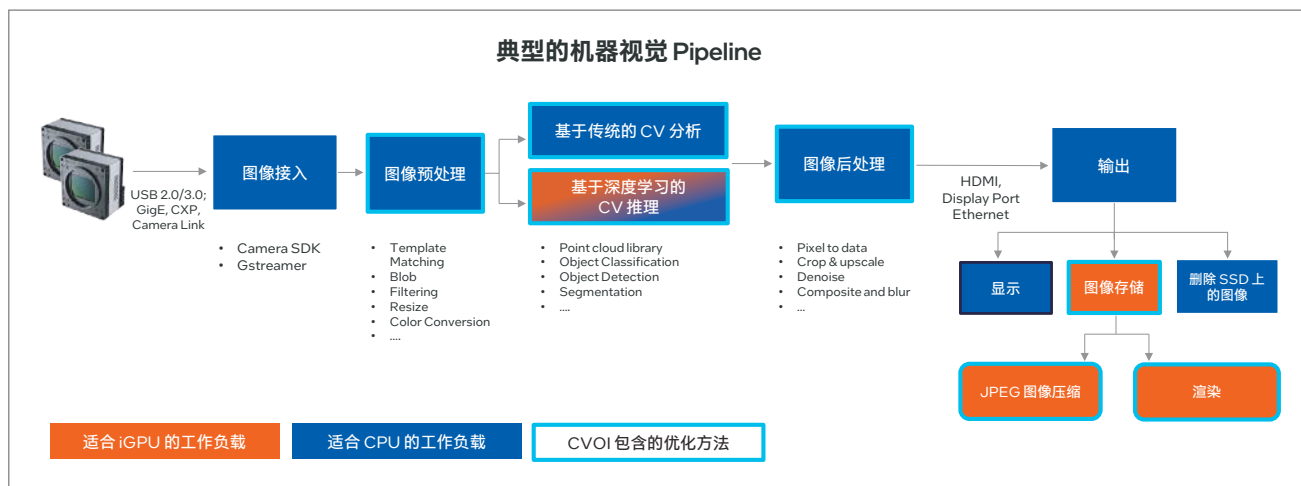 典型的机器视觉 Pipeline
USB 2.0/3.0;
GigE, CXP,
Camera Link
图像接入
• Camera SDK
• Gstreamer
图像预处理
• Template
Matching
• Blob
• Filtering
• Resize
• Color Conversion
• ....
基于传统的 CV 分析
基于深度学习的
CV 推理
• Point cloud library
• Object Classification
• Object Detection
• Segmentation
• ....
图像后处理
• Pixel to data
• Crop & upscale
• Denoise
• Composite and blur
• ...
HDMI,
Display Port
Ethernet
输出
显示
图像存储
删除 SSD 上
的图像
JPEG 图像压缩
渲染
适合 iGPU 的工作负载
适合 CPU 的工作负载
CVOI 包含的优化方法